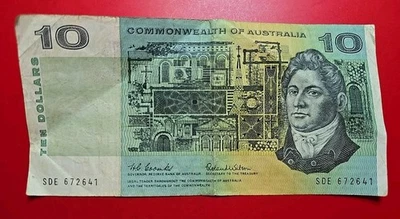 10
COMMONWEALTH OF AUSTRALIA
10
TEN DOLLARS
GOVERNOR, RESERVE BANK OF AUSTRALIA
SECRETARY TO THE TREASURY
LEGAL TENDER THROUGHOUT THE COMMONWEALTH OF AUSTRALIA
AND THE TERRITORIES OF THE COMMONWEALTH
SDE 672641
SDE 672641